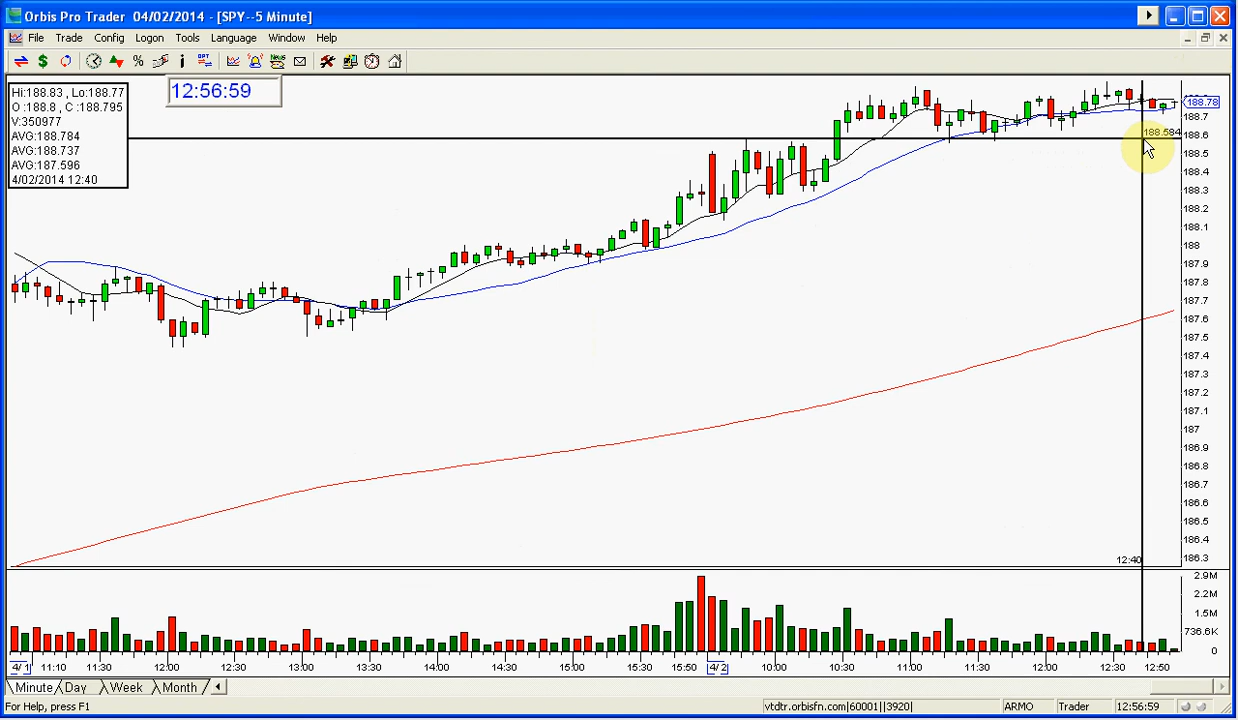 Orbis Pro Trader 04/02/2014 - [SPY--5 Minute]
File Trade Config Logon Tools Language Window Help
Hi:188.83 , Lo:188.77
O :188.8 , C :188.795
V:350977
AVG:188.784
AVG:188.737
AVG:187.596
4/02/2014 12:40
12:56:59
188.78
188.7
188.584
188.6
188.5
188.4
188.3
188.2
188.1
188
187.9
187.8
187.7
187.6
187.5
187.4
187.3
187.2
187.1
187
186.9
186.8
186.7
186.6
186.5
186.4
186.3
12:40
2.9M
2.2M
1.5M
736.6K
0
4/ 1 11:10 11:30 12:00 12:30 13:00 13:30 14:00 14:30 15:00 15:30 15:50 4/ 2 10:00 10:30 11:00 11:30 12:00 12:30 12:50
Minute Day Week Month
For Help, press F1 vtdtr.orbisfn.com|60001||3920| ARMO Trader 12:56:59